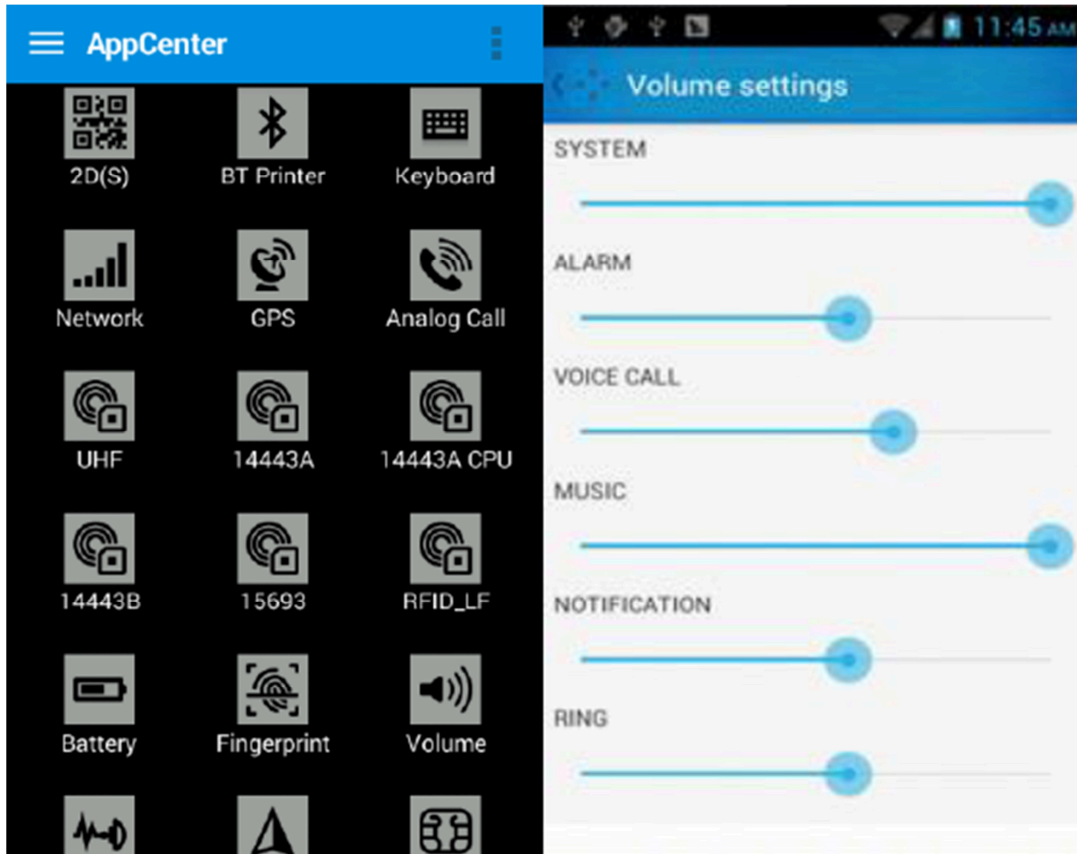 AppCenter
2D(S) BT Printer Keyboard
Network GPS Analog Call
UHF 14443A 14443A CPU
14443B 15693 RFID_LF
Battery Fingerprint Volume
11:45 AM
Volume settings
SYSTEM
ALARM
VOICE CALL
MUSIC
NOTIFICATION
RING